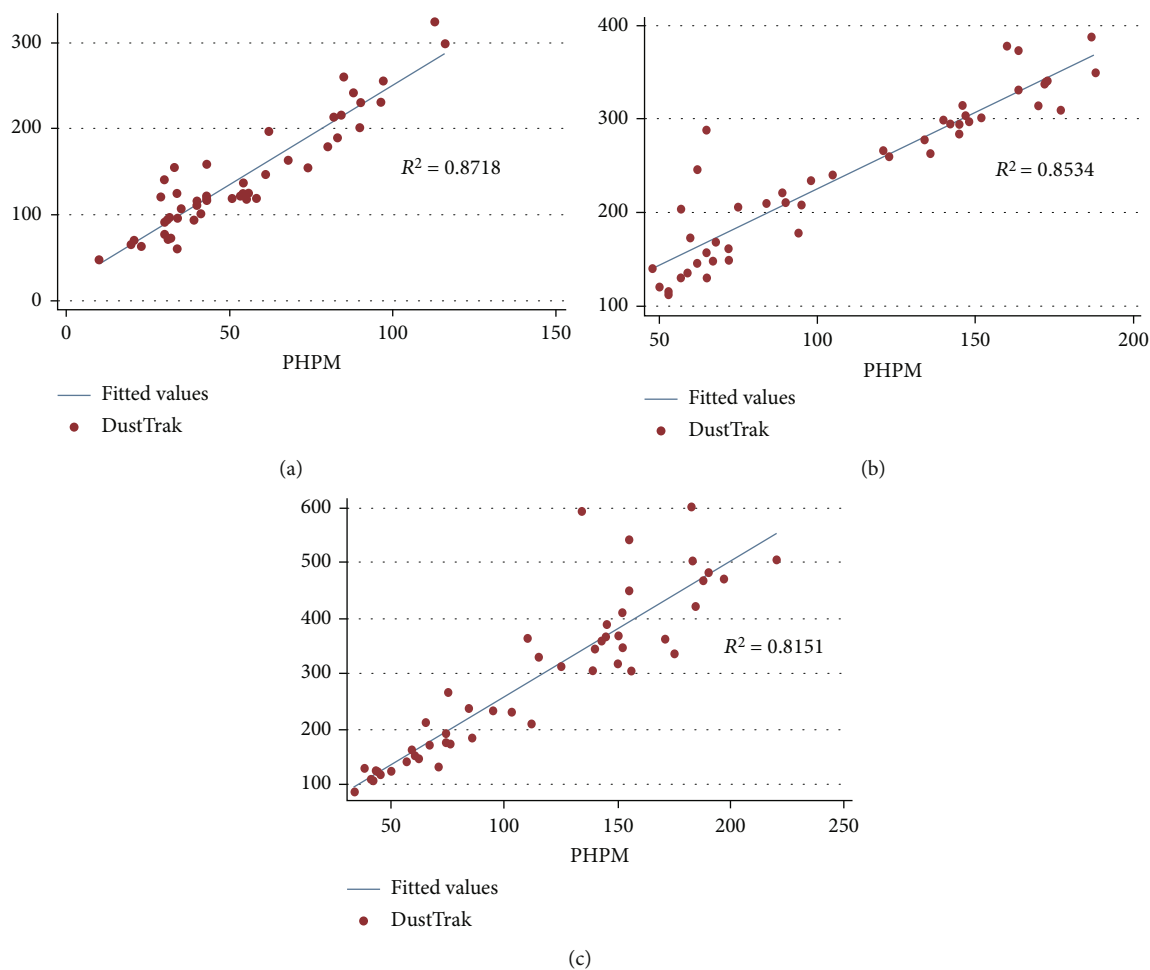 300
200
100
0
R² = 0.8718
0 50 100 150
PHPM
Fitted values
DustTrak
(a)
400
300
200
100
R² = 0.8534
50 100 150 200
PHPM
Fitted values
DustTrak
(b)
600
500
400
300
200
100
R² = 0.8151
50 100 150 200 250
PHPM
Fitted values
DustTrak
(c)